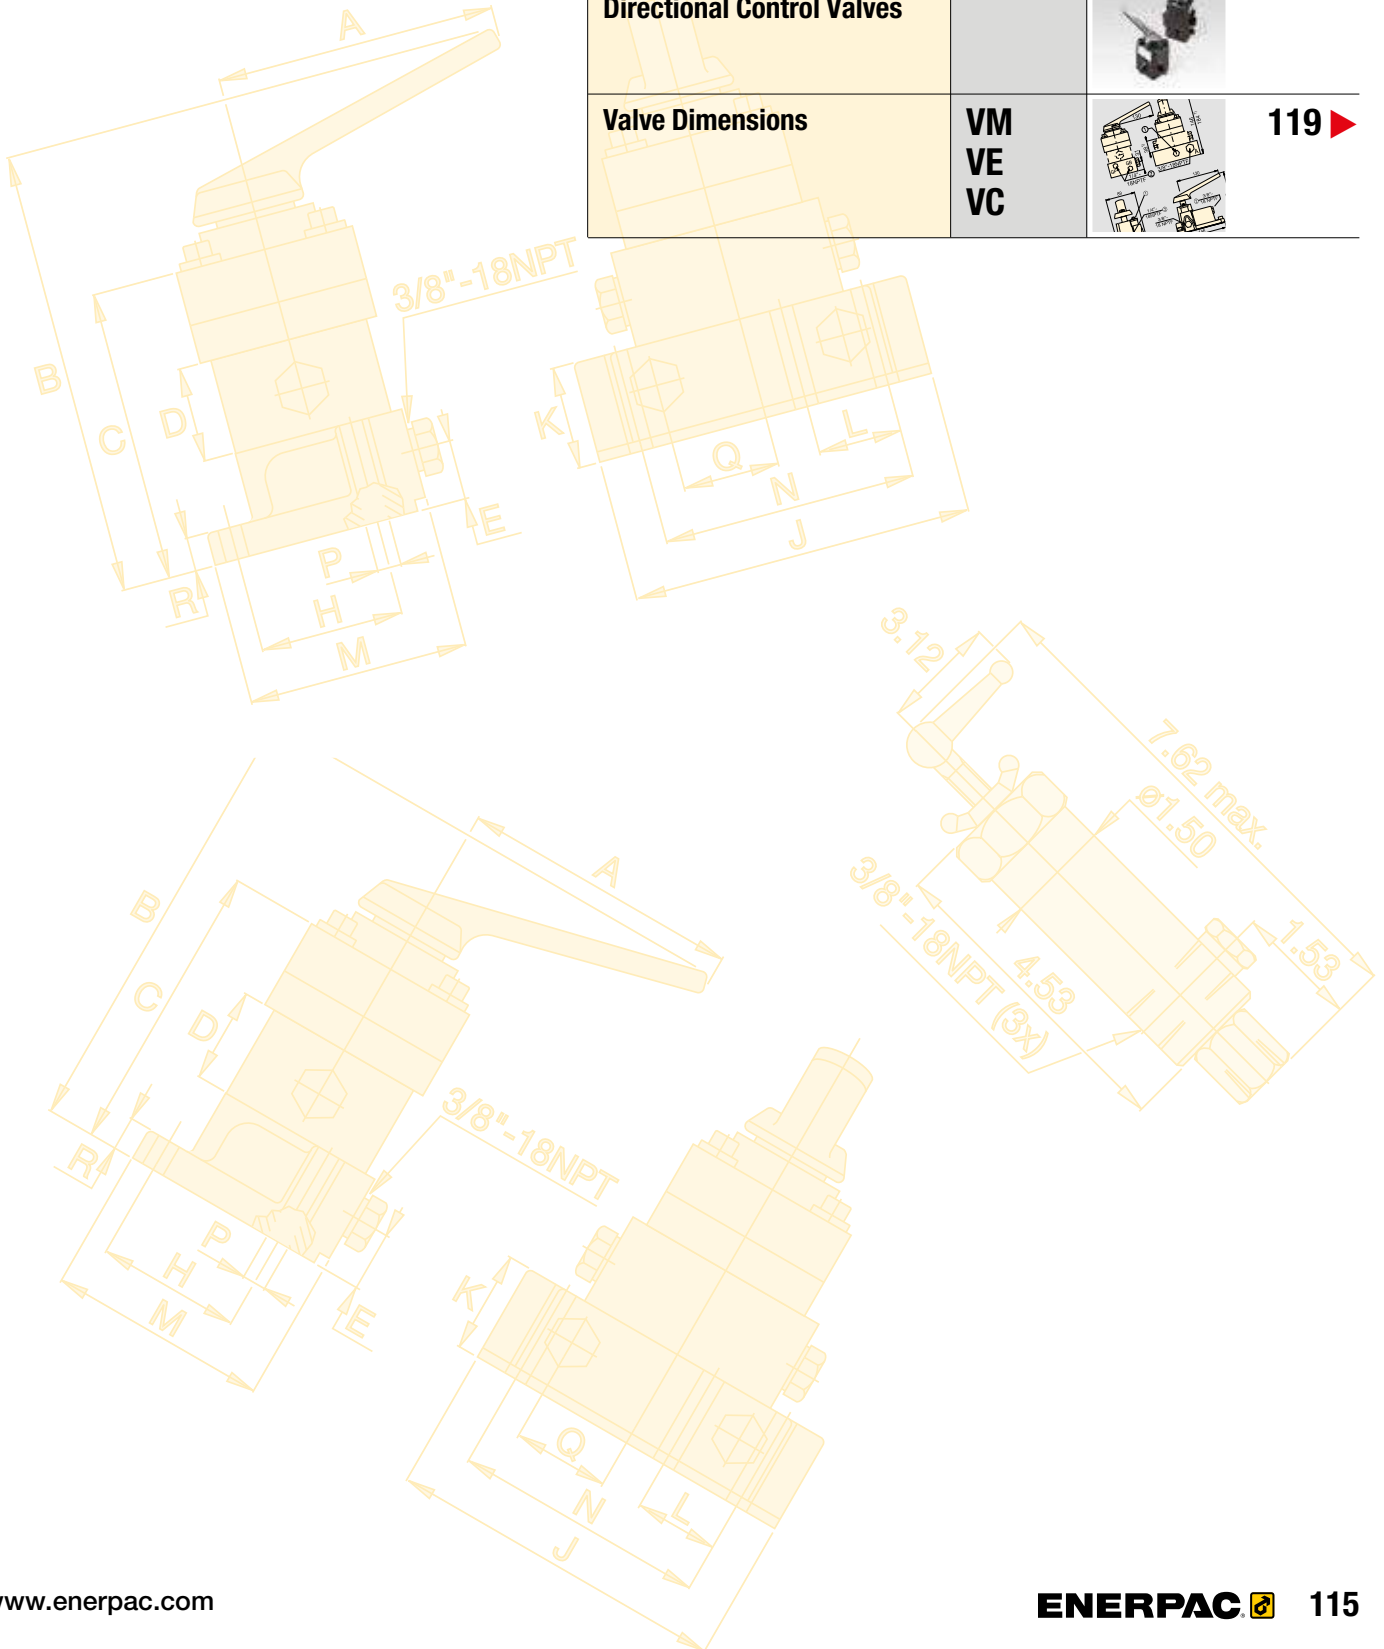 Directional Control Valves
Valve Dimensions
VM
VE
VC
119
A
B
C
D
3/8"-18NPT
E
P
R
H
M
K
L
Q
N
J
3.12
7.62 max.
ø1.50
3/8"-18NPT (3x)
4.53
1.53
A
B
C
D
3/8"-18NPT
R
P
H
M
E
K
Q
N
L
J
www.enerpac.com
ENERPAC
115